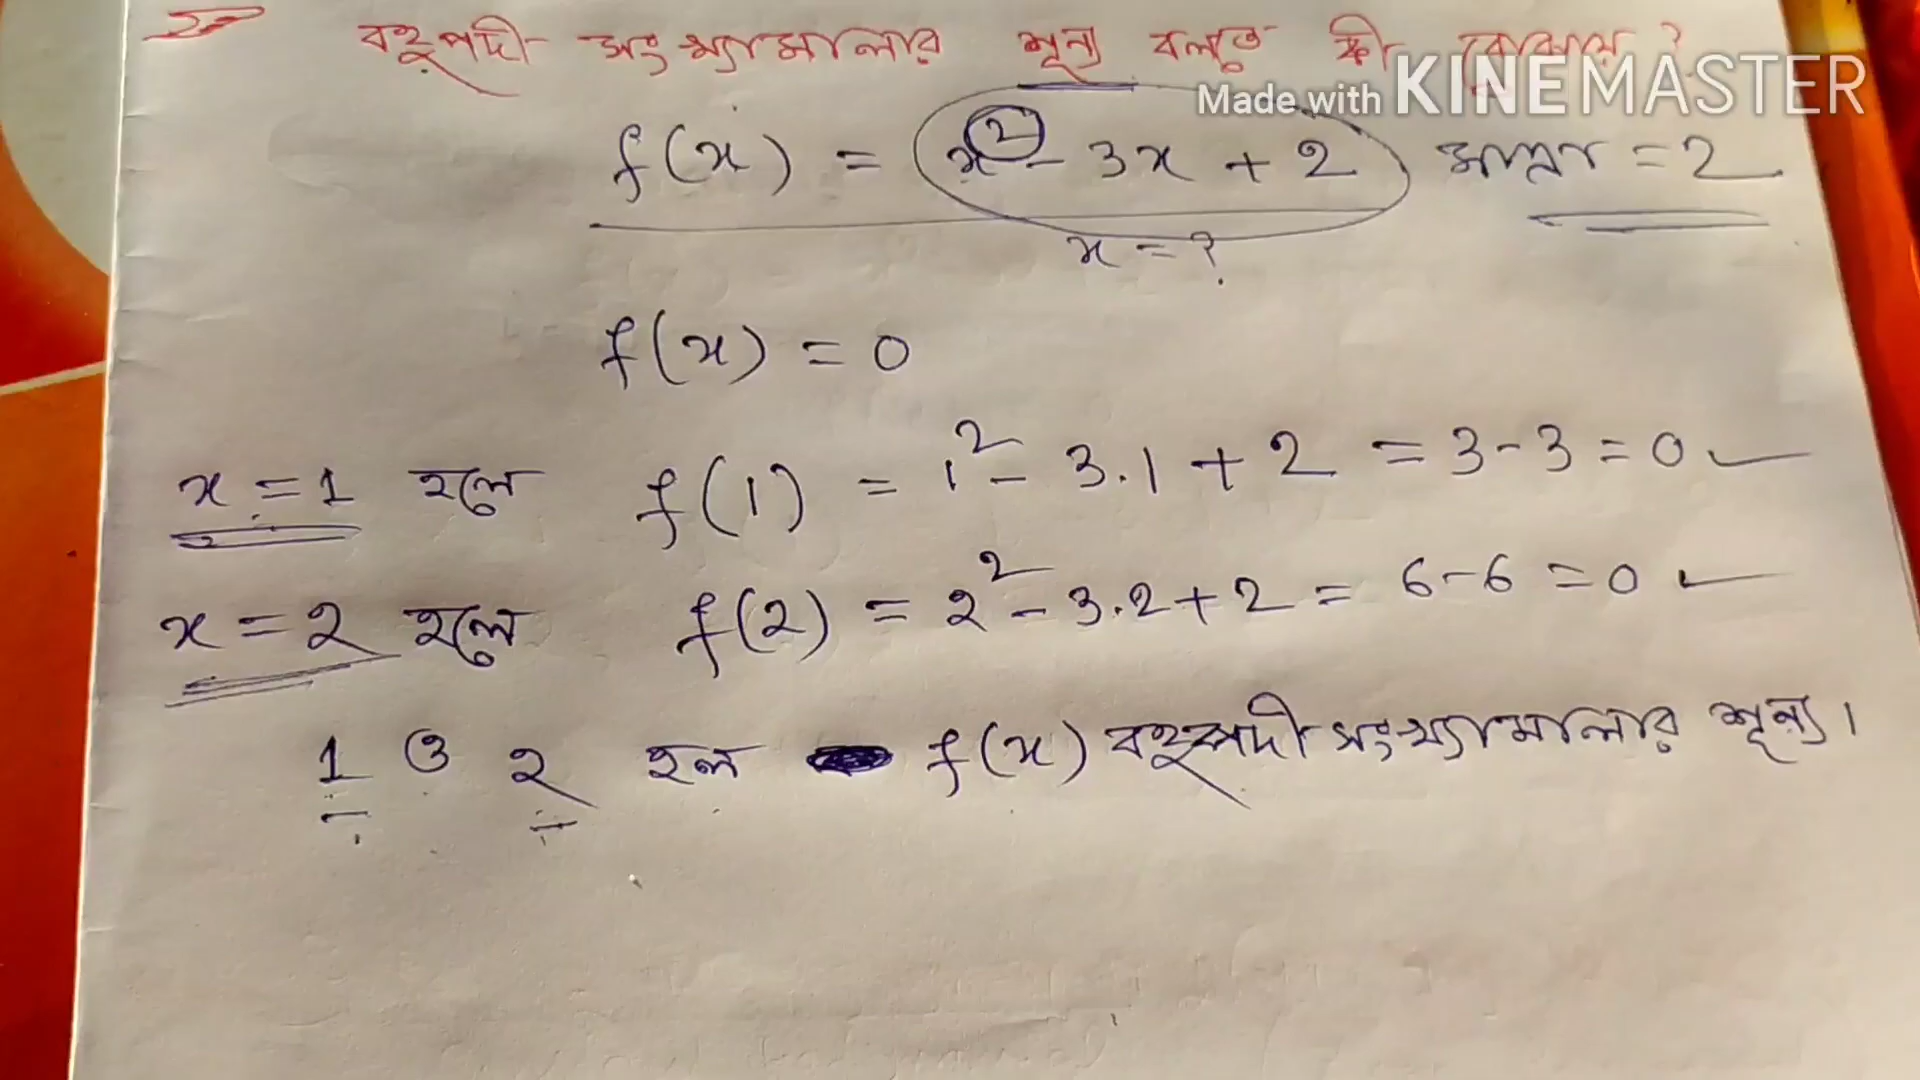 বহুপদী সংখ্যামালার শূন্য বলতে কী বোঝায় ?
Made with KINEMASTER
f(x) = x² - 3x + 2 মাত্রা = 2
x = ?
f(x) = 0
x = 1 হলে f(1) = 1² - 3.1 + 2 = 3 - 3 = 0
x = 2 হলে f(2) = 2² - 3.2 + 2 = 6 - 6 = 0
1 ও 2 হল f(x) বহুপদী সংখ্যামালার শূন্য।